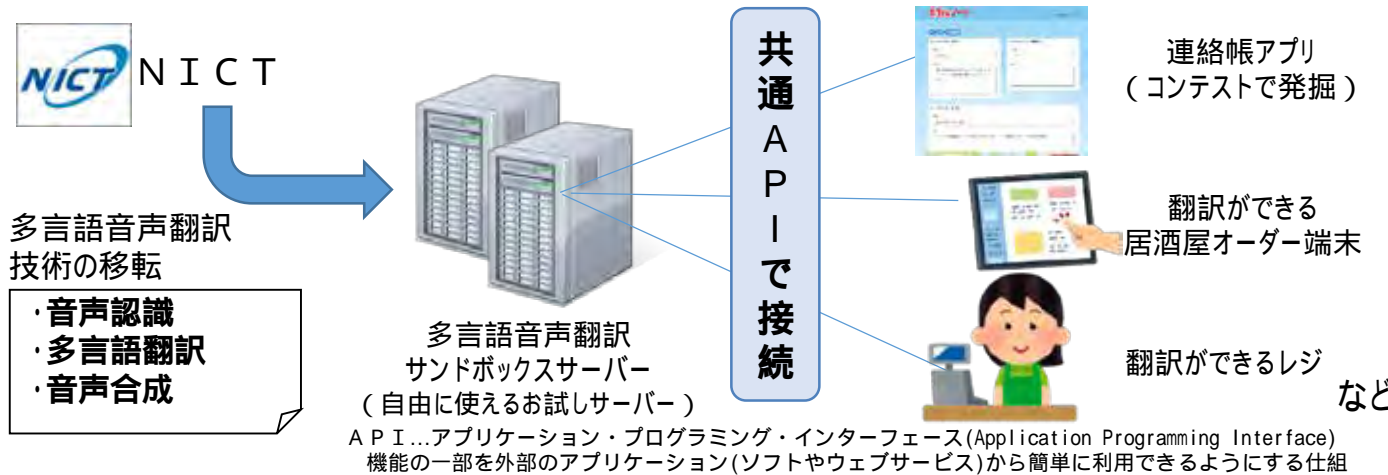 NICT
ＮＩＣＴ
多言語音声翻訳
技術の移転
・音声認識
・多言語翻訳
・音声合成
多言語音声翻訳
サンドボックスサーバー
（自由に使えるお試しサーバー）
共通ＡＰＩで接続
連絡帳アプリ
（コンテストで発掘）
翻訳ができる
居酒屋オーダー端末
翻訳ができるレジ
など
ＡＰＩ…アプリケーション・プログラミング・インターフェース(Application Programming Interface)
機能の一部を外部のアプリケーション(ソフトやウェブサービス)から簡単に利用できるようにする仕組